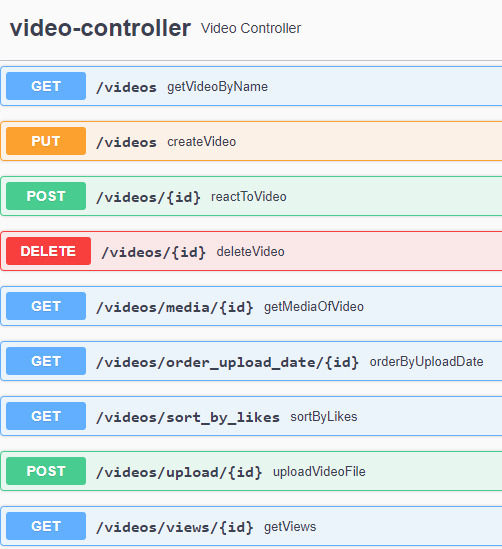 video-controller Video Controller
GET /videos getVideoByName
PUT /videos createVideo
POST /videos/{id} reactToVideo
DELETE /videos/{id} deleteVideo
GET /videos/media/{id} getMediaOfVideo
GET /videos/order_upload_date/{id} orderByUploadDate
GET /videos/sort_by_likes sortByLikes
POST /videos/upload/{id} uploadVideoFile
GET /videos/views/{id} getViews